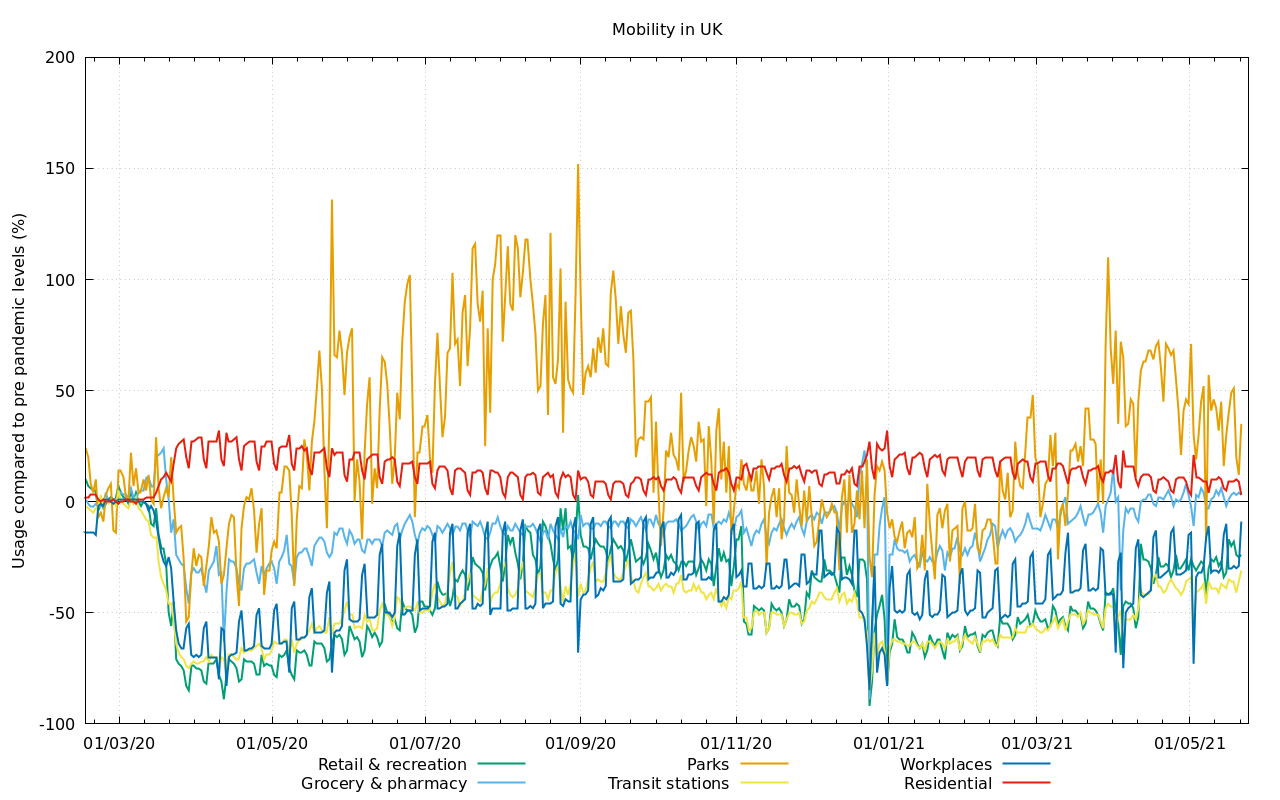 Mobility in UK
Usage compared to pre pandemic levels (%)
200
150
100
50
0
-50
-100
01/03/20 01/05/20 01/07/20 01/09/20 01/11/20 01/01/21 01/03/21 01/05/21
Retail & recreation Parks Workplaces
Grocery & pharmacy Transit stations Residential